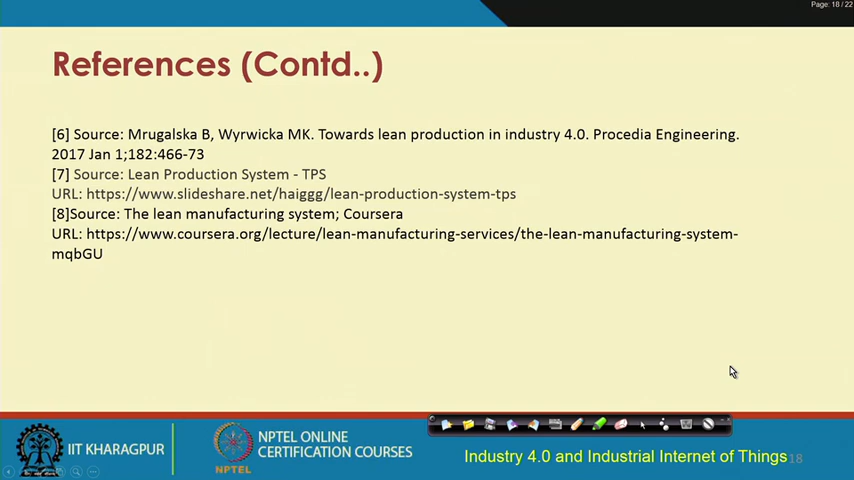 Page: 18 / 22
References (Contd..)
[6] Source: Mrugalska B, Wyrwicka MK. Towards lean production in industry 4.0. Procedia Engineering.
2017 Jan 1;182:466-73
[7] Source: Lean Production System - TPS
URL: https://www.slideshare.net/haiggg/lean-production-system-tps
[8]Source: The lean manufacturing system; Coursera
URL: https://www.coursera.org/lecture/lean-manufacturing-services/the-lean-manufacturing-system-
mqbGU
IIT KHARAGPUR
NPTEL
NPTEL ONLINE
CERTIFICATION COURSES
Industry 4.0 and Industrial Internet of Things
18